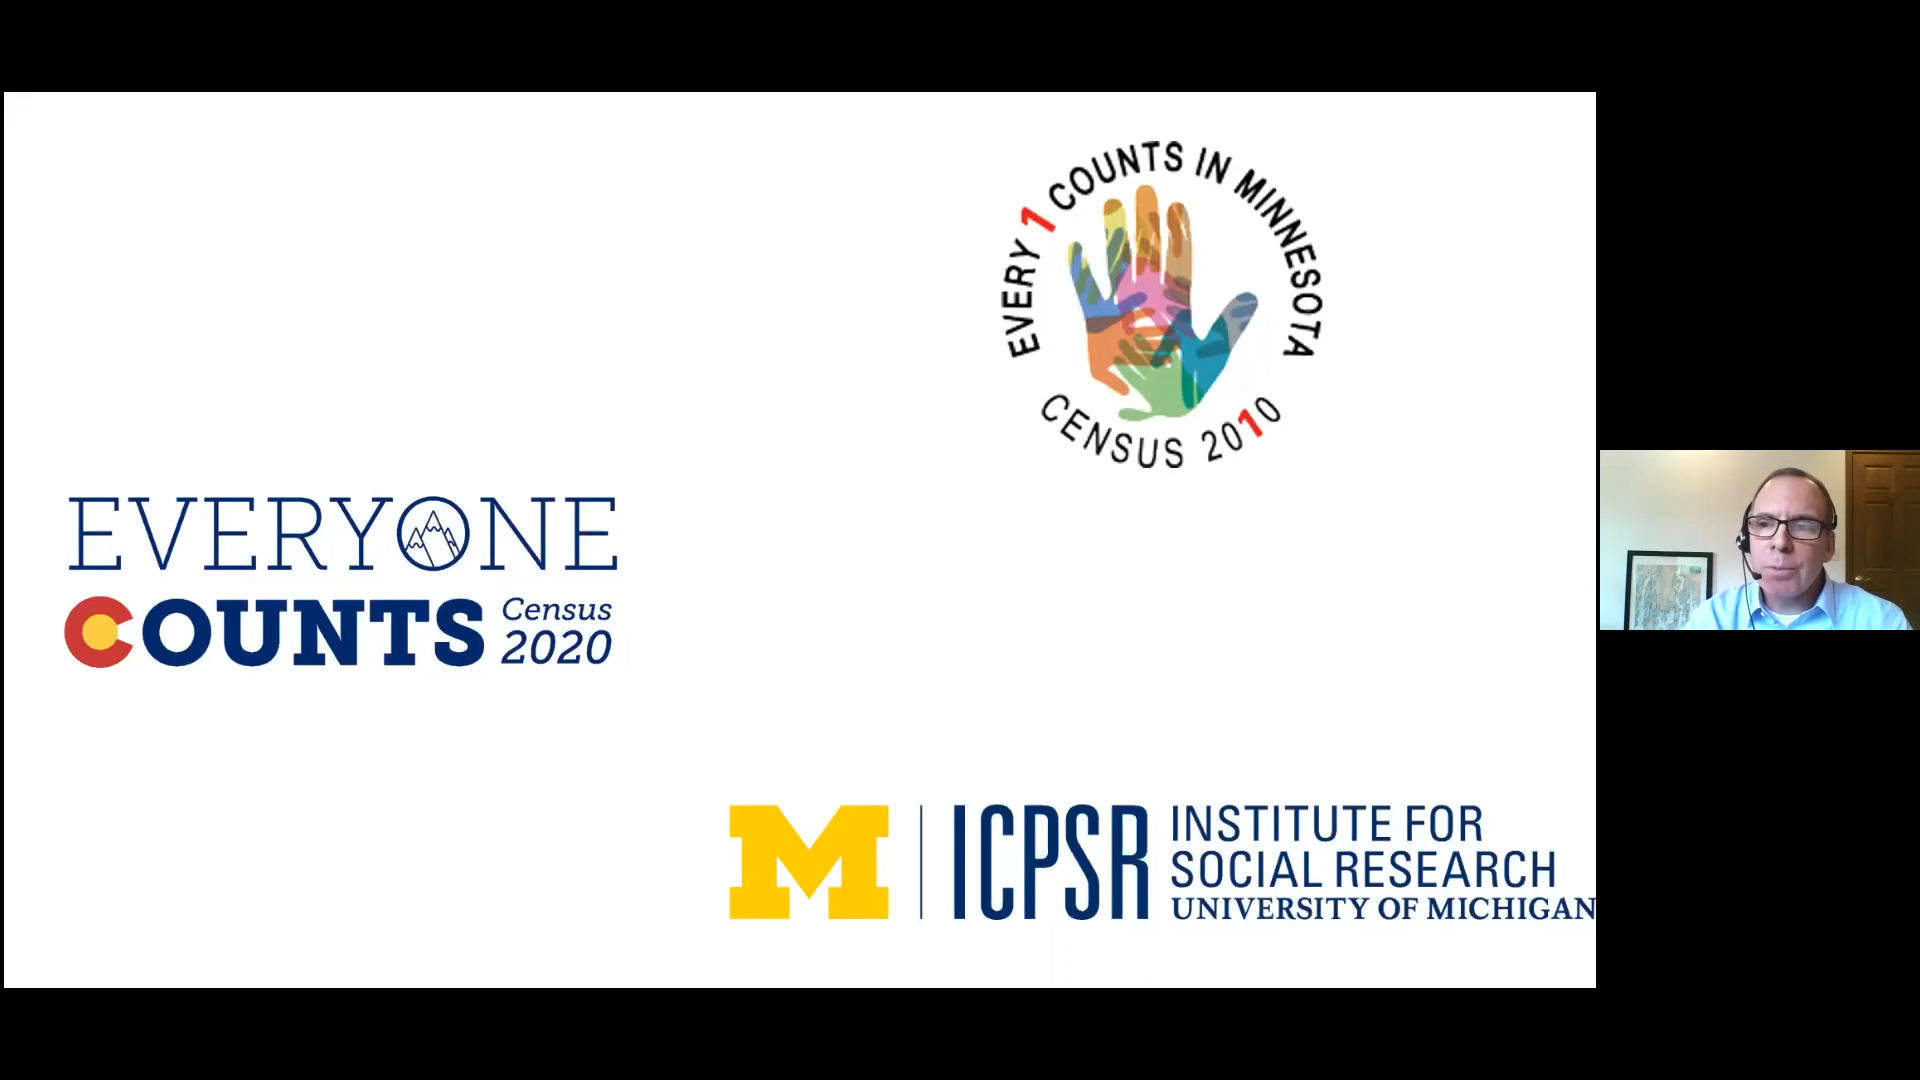 EVERY 1 COUNTS IN MINNESOTA
CENSUS 2010
EVERYONE
COUNTS Census
2020
M ICPSR INSTITUTE FOR
SOCIAL RESEARCH
UNIVERSITY OF MICHIGAN